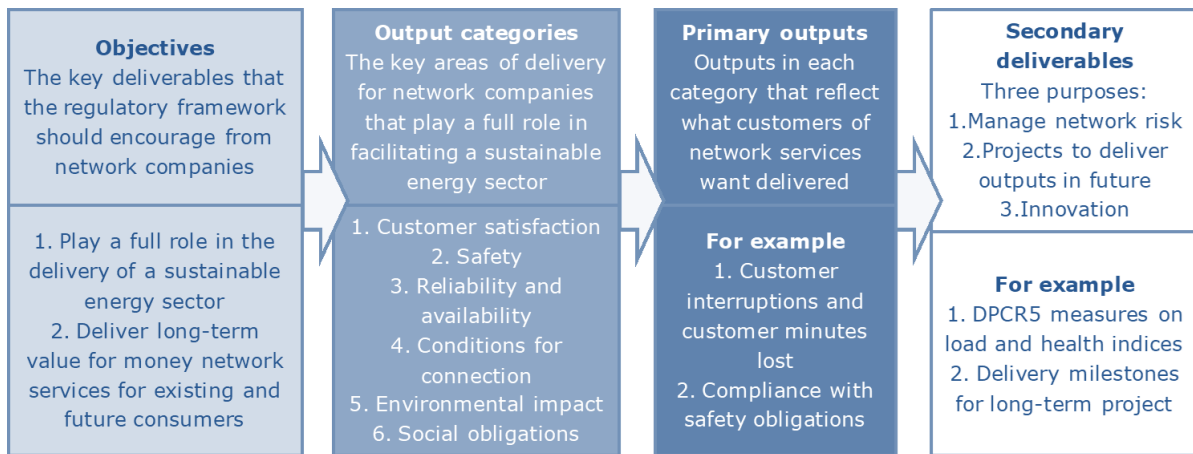 Objectives
The key deliverables that
the regulatory framework
should encourage from
network companies
1. Play a full role in the
delivery of a sustainable
energy sector
2. Deliver long-term
value for money network
services for existing and
future consumers
Output categories
The key areas of delivery
for network companies
that play a full role in
facilitating a sustainable
energy sector
1. Customer satisfaction
2. Safety
3. Reliability and
availability
4. Conditions for
connection
5. Environmental impact
6. Social obligations
Primary outputs
Outputs in each
category that reflect
what customers of
network services
want delivered
For example
1. Customer
interruptions and
customer minutes
lost
2. Compliance with
safety obligations
Secondary
deliverables
Three purposes:
1.Manage network risk
2.Projects to deliver
outputs in future
3.Innovation
For example
1. DPCR5 measures on
load and health indices
2. Delivery milestones
for long-term project